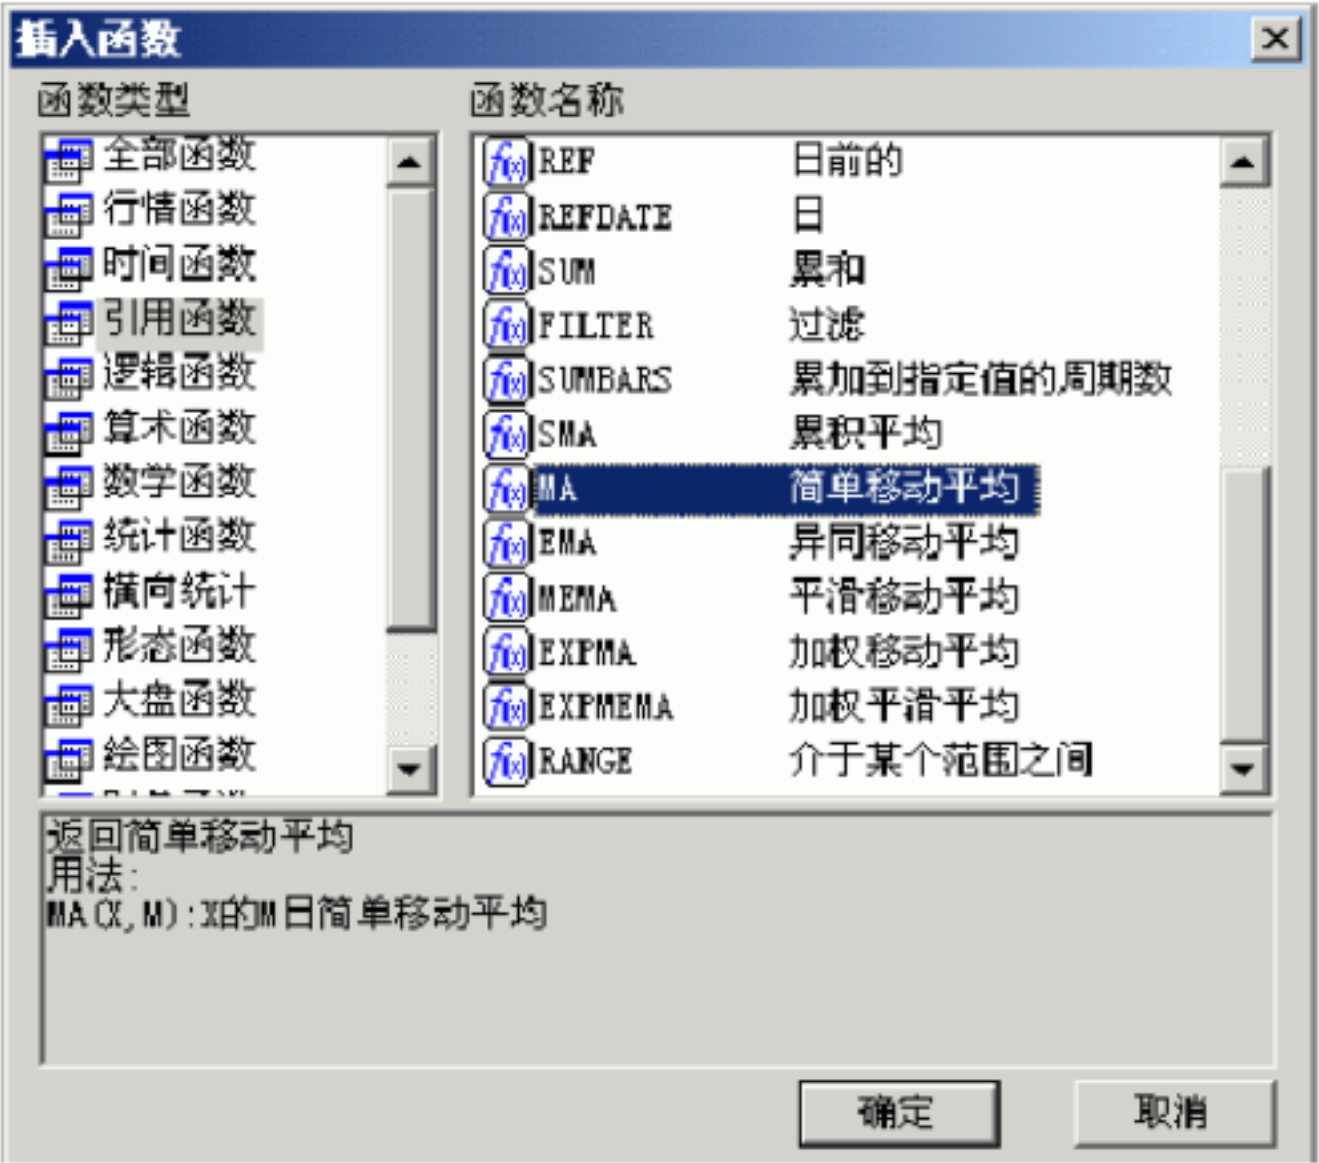 插入函数
函数类型
函数名称
全部函数
行情函数
时间函数
引用函数
逻辑函数
算术函数
数学函数
统计函数
横向统计
形态函数
大盘函数
绘图函数
REF 日前的
REFDATE 日
SUM 累和
FILTER 过滤
SUMBARS 累加到指定值的周期数
SMA 累积平均
MA 简单移动平均
EMA 异同移动平均
MEMA 平滑移动平均
EXPMA 加权移动平均
EXPMEMA 加权平滑平均
RANGE 介于某个范围之间
返回简单移动平均
用法:
MA(X,M):X的M日简单移动平均
确定
取消